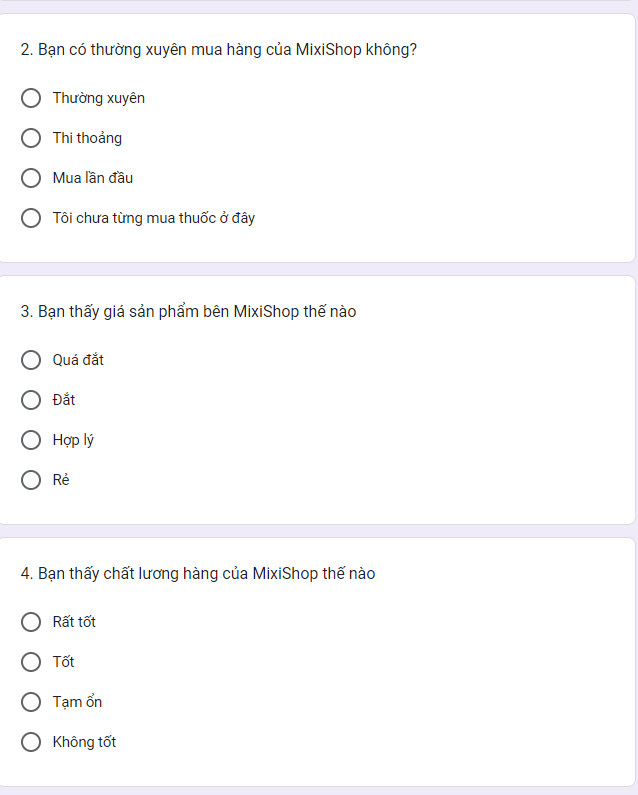 2. Bạn có thường xuyên mua hàng của MixiShop không?
Thường xuyên
Thi thoảng
Mua lần đầu
Tôi chưa từng mua thuốc ở đây
3. Bạn thấy giá sản phẩm bên MixiShop thế nào
Quá đắt
Đắt
Hợp lý
Rẻ
4. Bạn thấy chất lương hàng của MixiShop thế nào
Rất tốt
Tốt
Tạm ổn
Không tốt